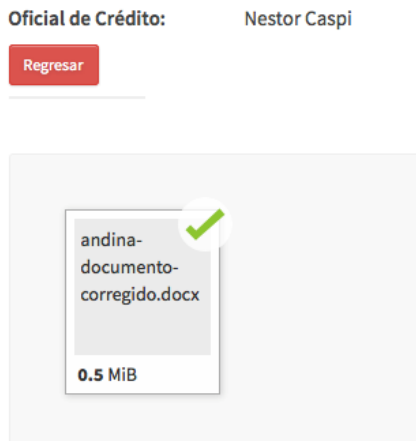 Oficial de Crédito: Nestor Caspi
Regresar
andina-
documento-
corregido.docx
0.5 MiB